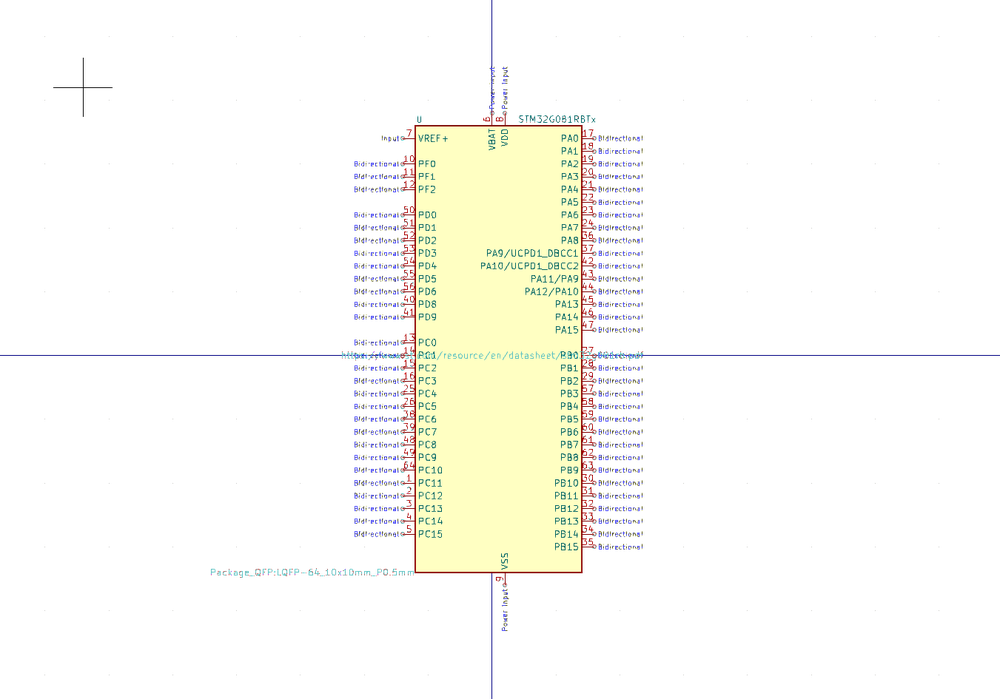 Power Input
Power Input
6
8
U
STM32G081RBTx
VBAT
VDD
Input 7 VREF+
PA0 17 Bidirectional
PA1 18 Bidirectional
Bidirectional 10 PF0
PA2 19 Bidirectional
Bidirectional 11 PF1
PA3 20 Bidirectional
Bidirectional 12 PF2
PA4 21 Bidirectional
PA5 22 Bidirectional
Bidirectional 50 PD0
PA6 23 Bidirectional
Bidirectional 51 PD1
PA7 24 Bidirectional
Bidirectional 52 PD2
PA8 36 Bidirectional
Bidirectional 53 PD3
PA9/UCPD1_DBCC1 37 Bidirectional
Bidirectional 54 PD4
PA10/UCPD1_DBCC2 42 Bidirectional
Bidirectional 55 PD5
PA11/PA9 43 Bidirectional
Bidirectional 56 PD6
PA12/PA10 44 Bidirectional
Bidirectional 40 PD8
PA13 45 Bidirectional
Bidirectional 41 PD9
PA14 46 Bidirectional
PA15 47 Bidirectional
Bidirectional 13 PC0
14 PC1
/resource/en/datasheet/
PB0 27
Bidirectional 15 PC2
PB1 28 Bidirectional
Bidirectional 16 PC3
PB2 29 Bidirectional
Bidirectional 25 PC4
PB3 57 Bidirectional
Bidirectional 26 PC5
PB4 58 Bidirectional
Bidirectional 38 PC6
PB5 59 Bidirectional
Bidirectional 39 PC7
PB6 60 Bidirectional
Bidirectional 48 PC8
PB7 61 Bidirectional
Bidirectional 49 PC9
PB8 62 Bidirectional
Bidirectional 64 PC10
PB9 63 Bidirectional
Bidirectional 1 PC11
PB10 30 Bidirectional
Bidirectional 2 PC12
PB11 31 Bidirectional
Bidirectional 3 PC13
PB12 32 Bidirectional
Bidirectional 4 PC14
PB13 33 Bidirectional
Bidirectional 5 PC15
PB14 34 Bidirectional
PB15 35 Bidirectional
VSS
Package_QFP:LQFP-64_10x10mm_P0.5mm
9
Power Input